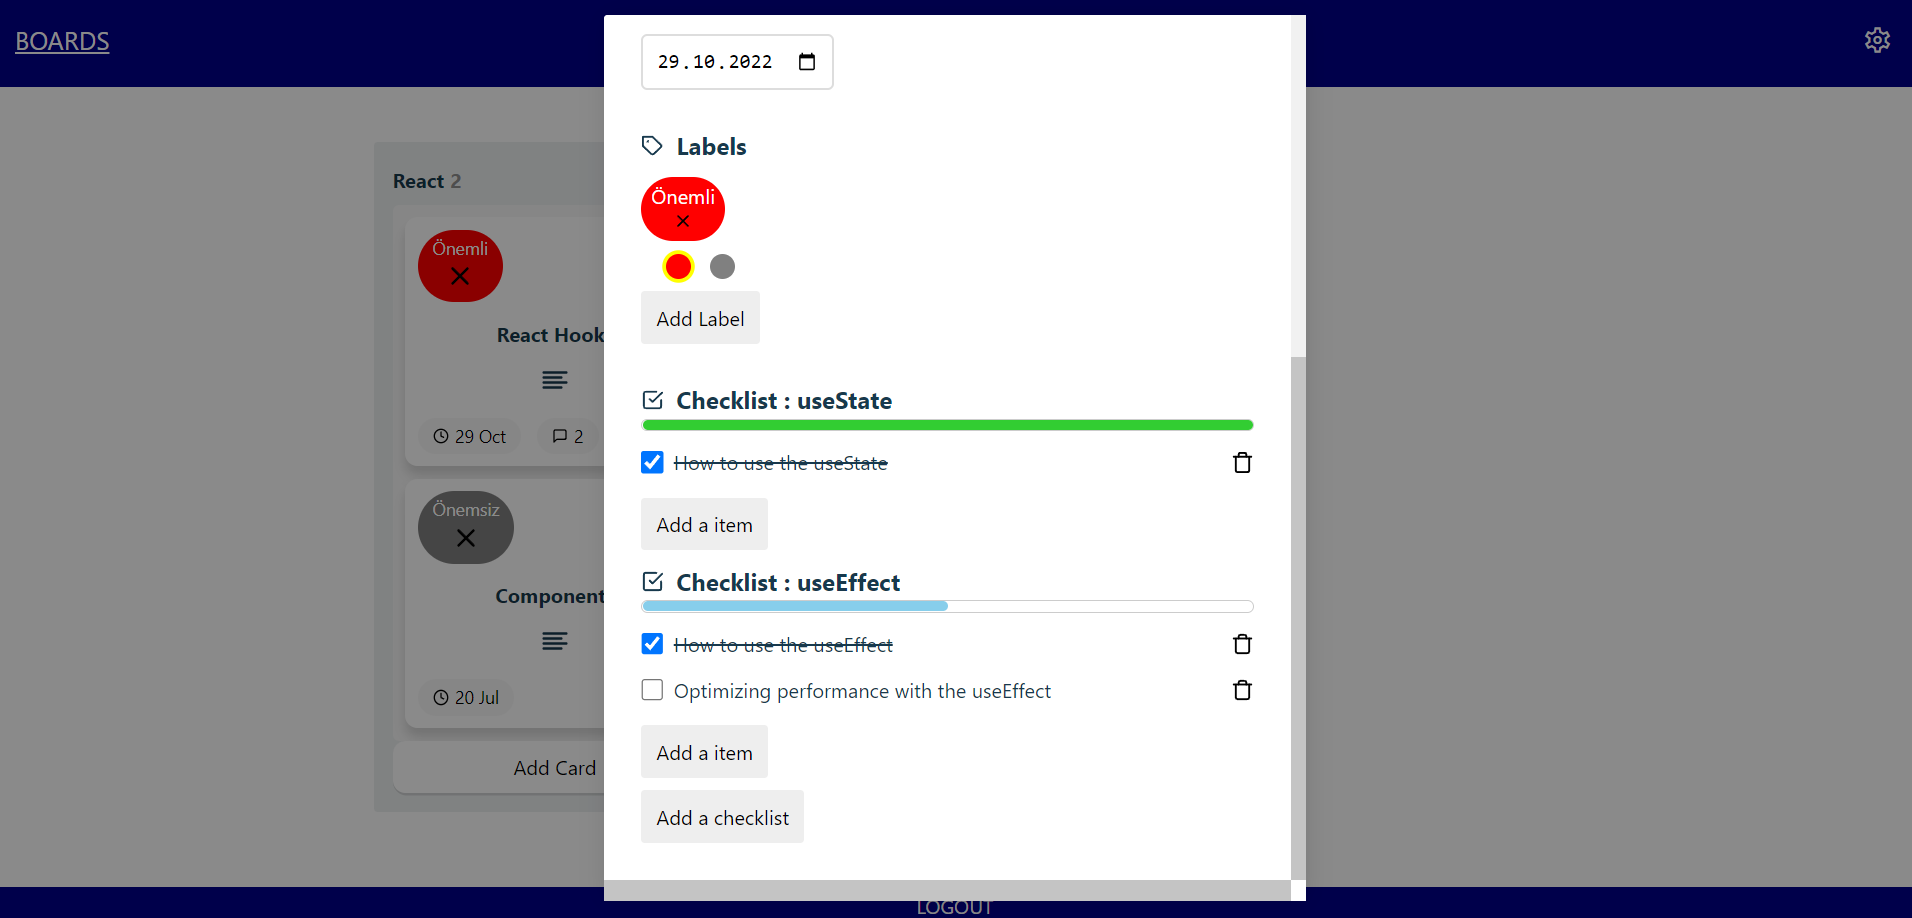 BOARDS
React 2
Önemli
React Hook
29 Oct
2
Önemsiz
Component
20 Jul
Add Card
29.10.2022
Labels
Önemli
Add Label
Checklist : useState
How to use the useState
Add a item
Checklist : useEffect
How to use the useEffect
Optimizing performance with the useEffect
Add a item
Add a checklist
LOGOUT